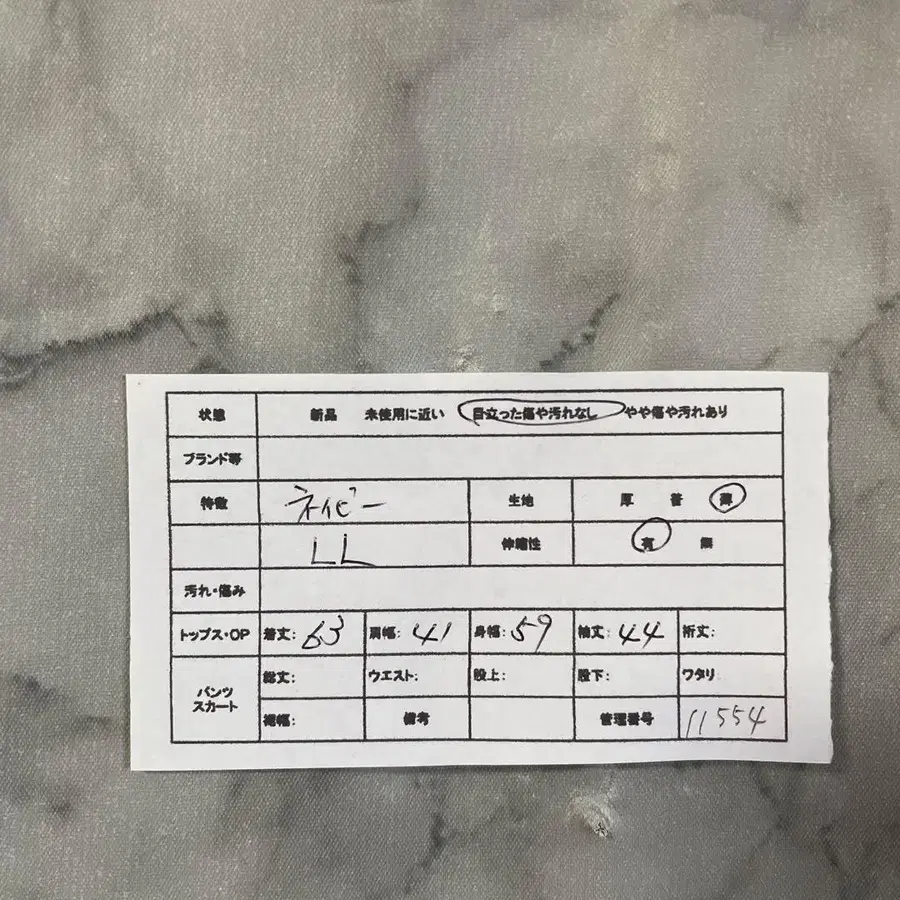 状態 新品 未使用に近い 目立った傷や汚れなし やや傷や汚れあり
ブランド等
特徴 ネイビー 生地 厚 普 薄
LL 伸縮性 有 無
汚れ・傷み
トップス・OP 着丈: 63 肩幅: 41 身幅: 59 袖丈: 44 裄丈:
パンツ スカート 総丈: ウエスト: 股上: 股下: ワタリ
裾幅: 備考 管理番号 11554